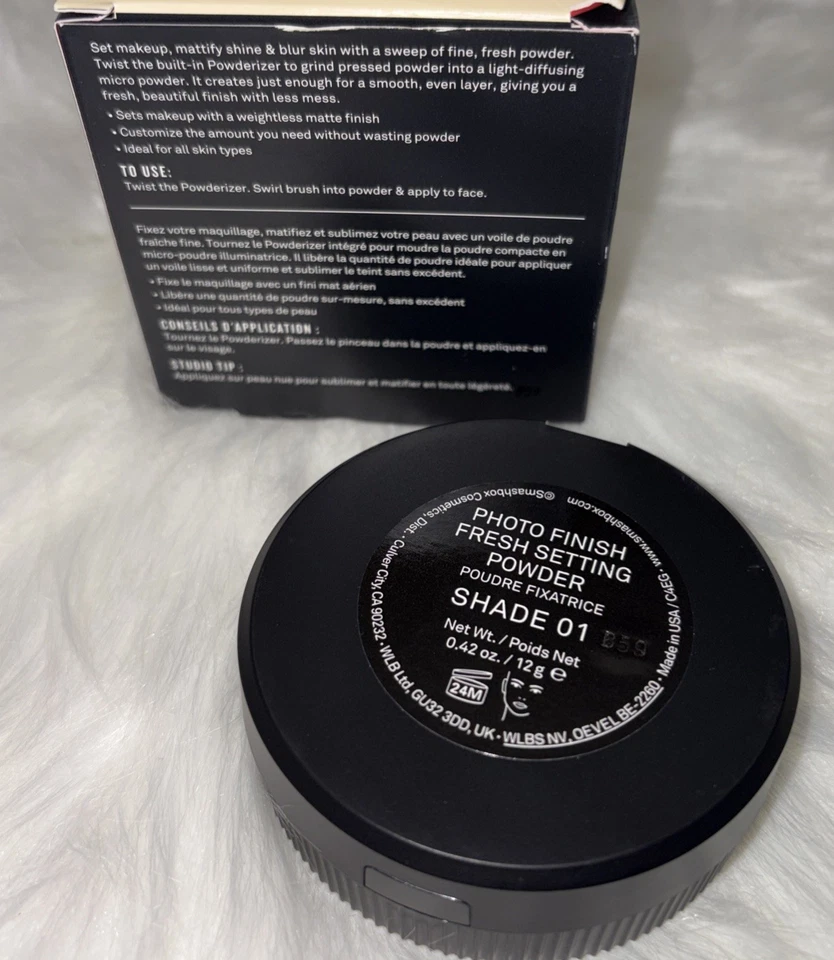 Set makeup, mattify shine & blur skin with a sweep of fine, fresh powder.
Twist the built-in Powderizer to grind pressed powder into a light-diffusing
micro powder. It creates just enough for a smooth, even layer, giving you a
fresh, beautiful finish with less mess.
• Sets makeup with a weightless matte finish
• Customize the amount you need without wasting powder
• Ideal for all skin types
TO USE:
Twist the Powderizer. Swirl brush into powder & apply to face.
Fixez votre maquillage, matifiez et sublimez votre peau avec un voile de poudre
fraîche fine. Tournez le Powderizer intégré pour moudre la poudre compacte en
micro-poudre illuminatrice. Il libère la quantité de poudre idéale pour appliquer
un voile lisse et uniforme et sublimer le teint sans excédent.
• Fixe le maquillage avec un fini mat aérien
• Libère une quantité de poudre sur-mesure, sans excédent
• Idéal pour tous types de peau
CONSEILS D'APPLICATION :
Tournez le Powderizer. Passez le pinceau dans la poudre et appliquez-en
sur le visage.
STUDIO TIP :
Appliquez sur peau nue pour sublimer et matifier en toute légèreté.
PHOTO FINISH
FRESH SETTING
POWDER
POUDRE FIXATRICE
SHADE 01 B59
Net Wt. / Poids Net
0.42 oz. / 12 g e
24M
©Smashbox Cosmetics, Dist. • Culver City, CA 90232 • WLB Ltd, GU32 3DD, UK • WLBS NV, OEVEL BE-2260 • Made in USA / C4EG • www.smashbox.com